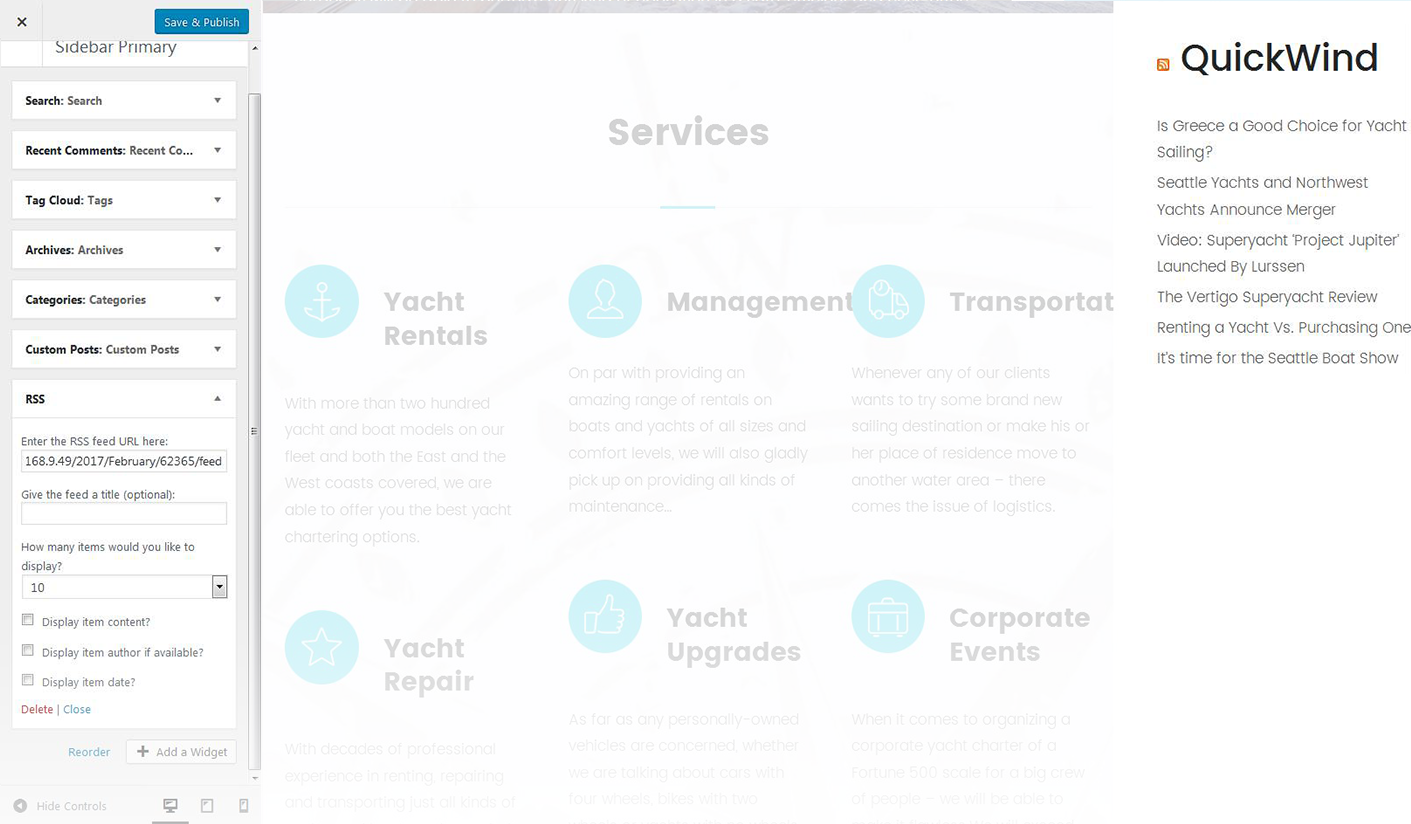 Save & Publish
Sidebar Primary
Search: Search
Recent Comments: Recent Co...
Tag Cloud: Tags
Archives: Archives
Categories: Categories
Custom Posts: Custom Posts
RSS
Enter the RSS feed URL here:
168.9.49/2017/February/62365/feed
Give the feed a title (optional):
How many items would you like to
display?
10
Display item content?
Display item author if available?
Display item date?
Delete | Close
Reorder
Add a Widget
Hide Controls
Services
Yacht
Rentals
With more than two hundred
yacht and boat models on our
fleet and both the East and the
West coasts covered, we are
able to offer you the best yacht
chartering options.
Management
On par with providing an
amazing range of rentals on
boats and yachts of all sizes and
comfort levels, we will also gladly
pick up on providing all kinds of
maintenance...
Transportat
Whenever any of our clients
wants to try some brand new
sailing destination or make his or
her place of residence move to
another water area – there
comes the issue of logistics.
Yacht
Repair
With decades of professional
experience in renting, repairing
and transporting just all kinds of
Yacht
Upgrades
As far as any personally-owned
vehicles are concerned, whether
we are talking about cars with
four wheels, bikes with two
Corporate
Events
When it comes to organizing a
corporate yacht charter of a
Fortune 500 scale for a big crew
of people – we will be able to
QuickWind
Is Greece a Good Choice for Yacht
Sailing?
Seattle Yachts and Northwest
Yachts Announce Merger
Video: Superyacht ‘Project Jupiter’
Launched By Lurssen
The Vertigo Superyacht Review
Renting a Yacht Vs. Purchasing One
It's time for the Seattle Boat Show